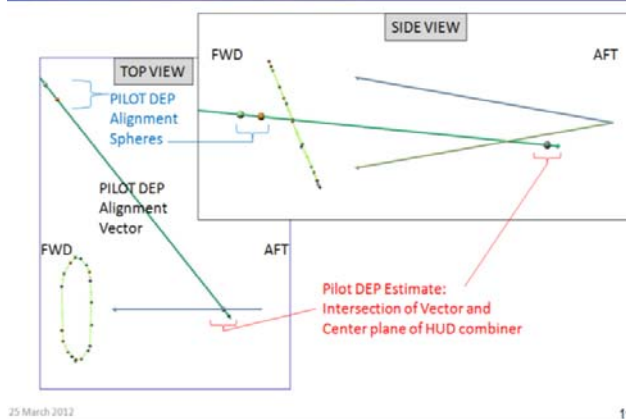 SIDE VIEW
FWD
AFT
TOP VIEW
PILOT DEP
Alignment
Spheres
PILOT DEP
Alignment
Vector
FWD
AFT
Pilot DEP Estimate:
Intersection of Vector and
Center plane of HUD combiner
25 March 2012
1